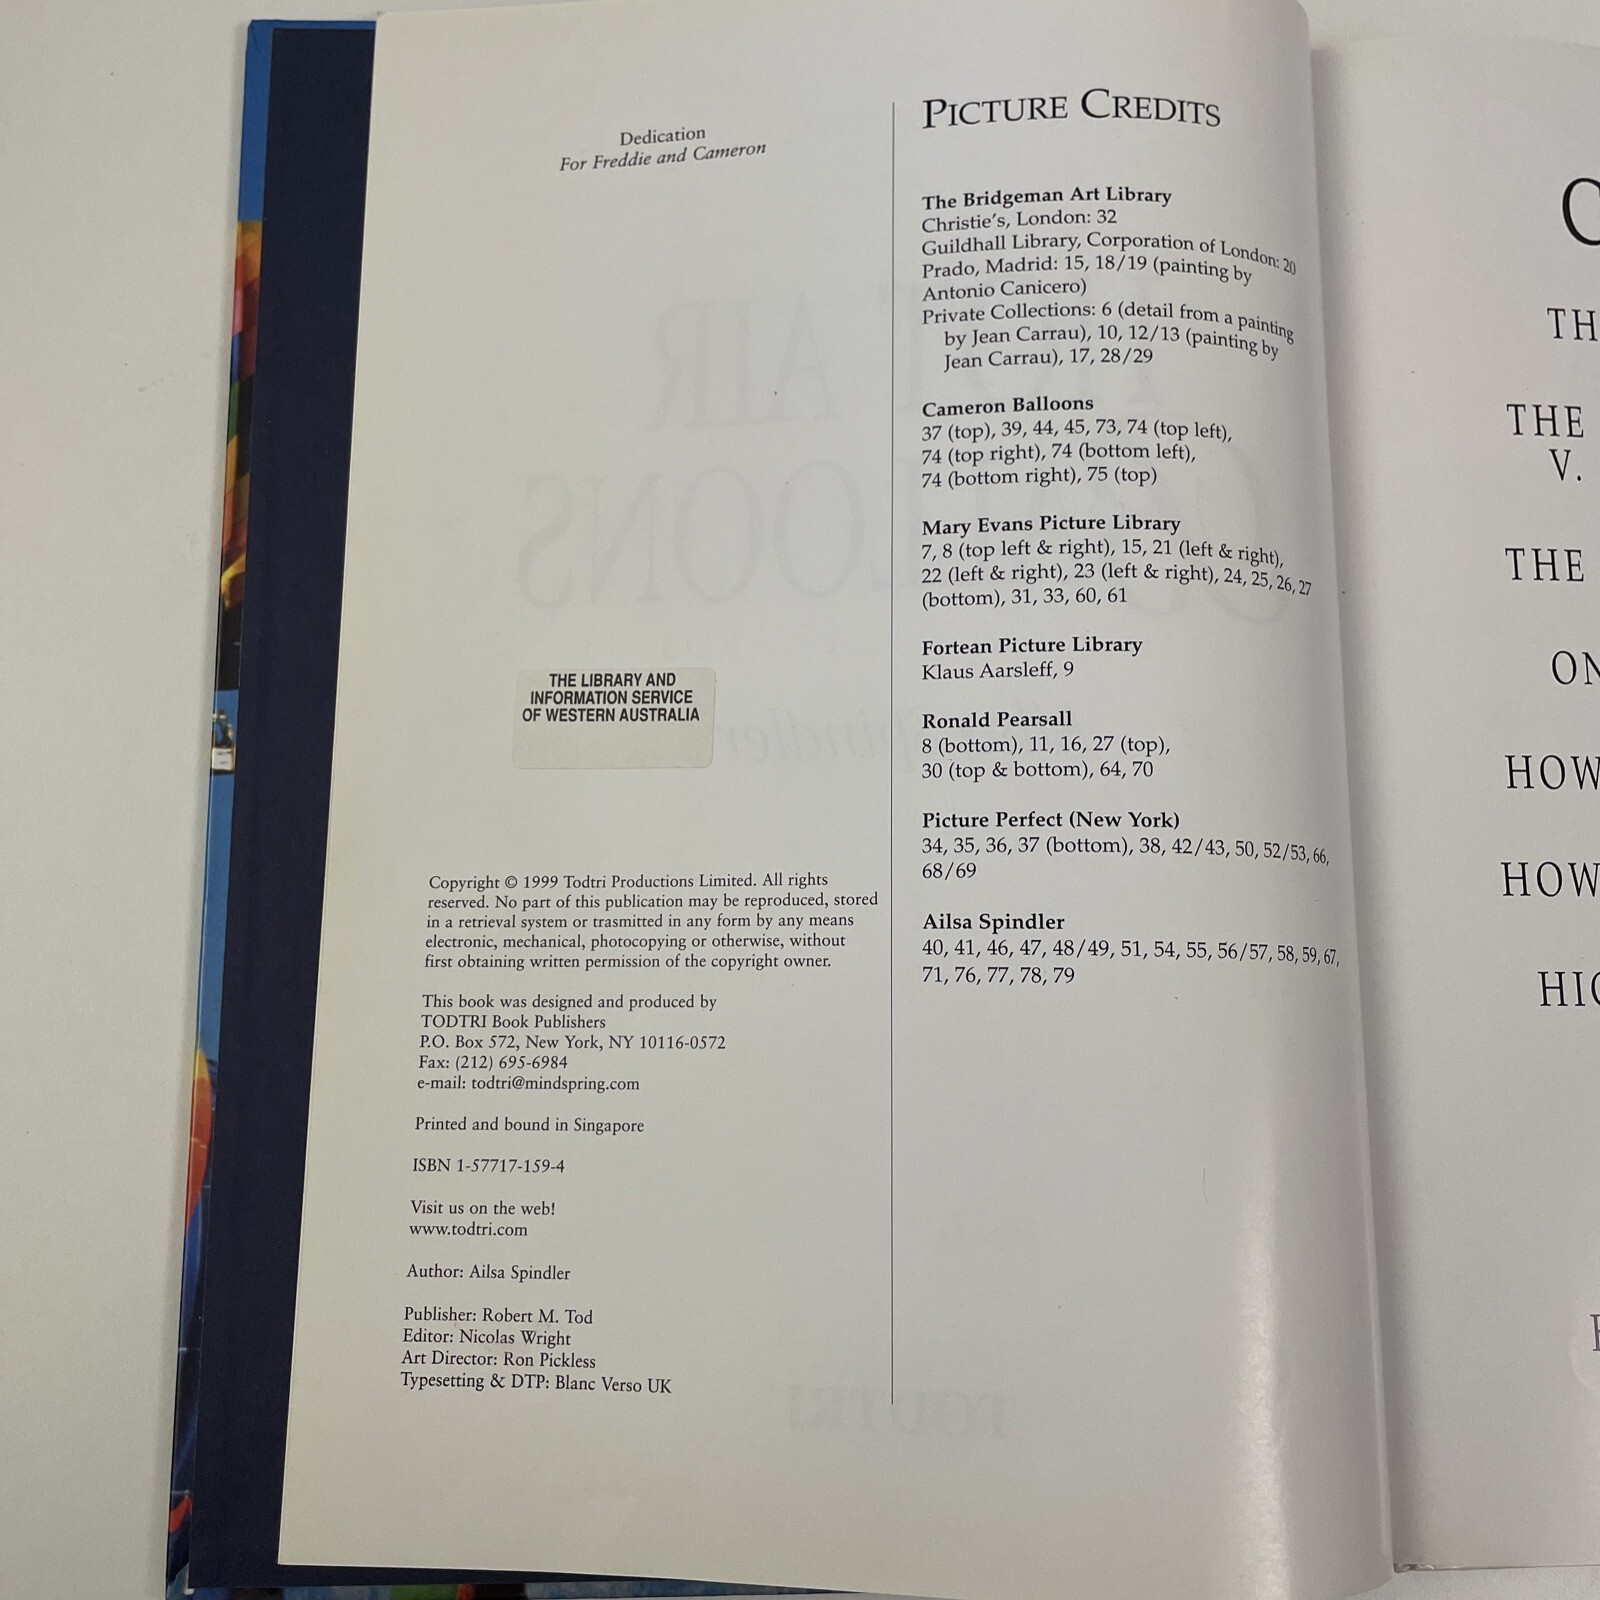 Dedication
For Freddie and Cameron
THE LIBRARY AND
INFORMATION SERVICE
OF WESTERN AUSTRALIA
Copyright © 1999 Todtri Productions Limited. All rights
reserved. No part of this publication may be reproduced, stored
in a retrieval system or trasmitted in any form by any means
electronic, mechanical, photocopying or otherwise, without
first obtaining written permission of the copyright owner.
This book was designed and produced by
TODTRI Book Publishers
P.O. Box 572, New York, NY 10116-0572
Fax: (212) 695-6984
e-mail: todtri@mindspring.com
Printed and bound in Singapore
ISBN 1-57717-159-4
Visit us on the web!
www.todtri.com
Author: Ailsa Spindler
Publisher: Robert M. Tod
Editor: Nicolas Wright
Art Director: Ron Pickless
Typesetting & DTP: Blanc Verso UK
PICTURE CREDITS
The Bridgeman Art Library
Christie's, London: 32
Guildhall Library, Corporation of London: 20
Prado, Madrid: 15, 18/19 (painting by
Antonio Canicero)
Private Collections: 6 (detail from a painting
by Jean Carrau), 10, 12/13 (painting by
Jean Carrau), 17, 28/29
Cameron Balloons
37 (top), 39, 44, 45, 73, 74 (top left),
74 (top right), 74 (bottom left),
74 (bottom right), 75 (top)
Mary Evans Picture Library
7, 8 (top left & right), 15, 21 (left & right),
22 (left & right), 23 (left & right), 24, 25, 26, 27
(bottom), 31, 33, 60, 61
Fortean Picture Library
Klaus Aarsleff, 9
Ronald Pearsall
8 (bottom), 11, 16, 27 (top),
30 (top & bottom), 64, 70
Picture Perfect (New York)
34, 35, 36, 37 (bottom), 38, 42/43, 50, 52/53, 66,
68/69
Ailsa Spindler
40, 41, 46, 47, 48/49, 51, 54, 55, 56/57, 58, 59, 67,
71, 76, 77, 78, 79
C
TH
THE
V.
THE
ON
HOW
HOW
HIG